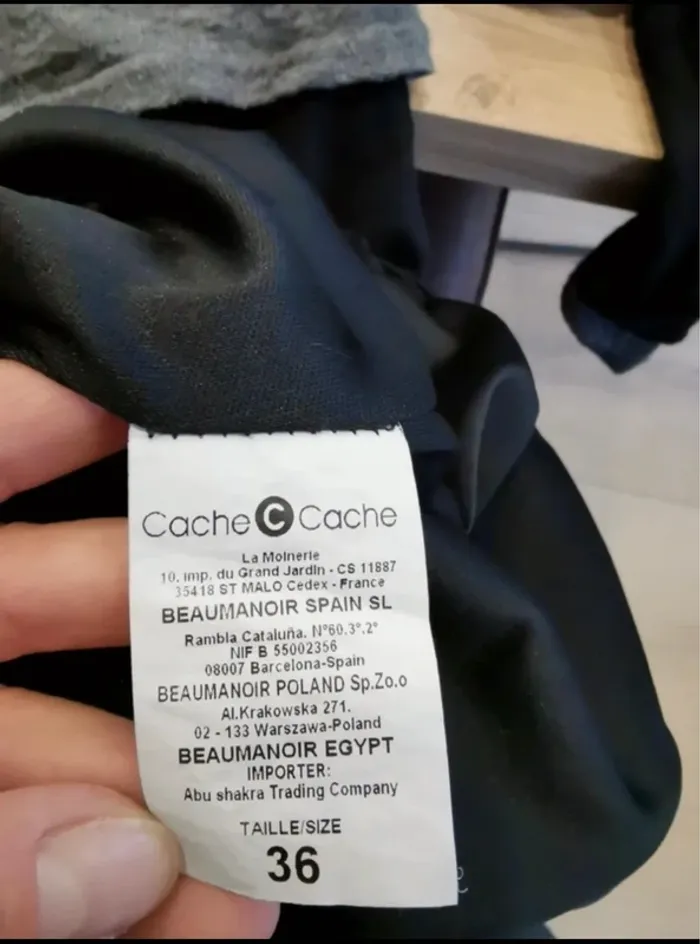 Cache C Cache
La Moinerie
10, imp. du Grand Jardin - CS 11887
35418 ST MALO Cedex - France
BEAUMANOIR SPAIN SL
Rambla Cataluña. N°60.3°.2°
NIF B 55002356
08007 Barcelona-Spain
BEAUMANOIR POLAND Sp.Zo.o
Al.Krakowska 271.
02 - 133 Warszawa-Poland
BEAUMANOIR EGYPT
IMPORTER:
Abu shakra Trading Company
TAILLE/SIZE
36